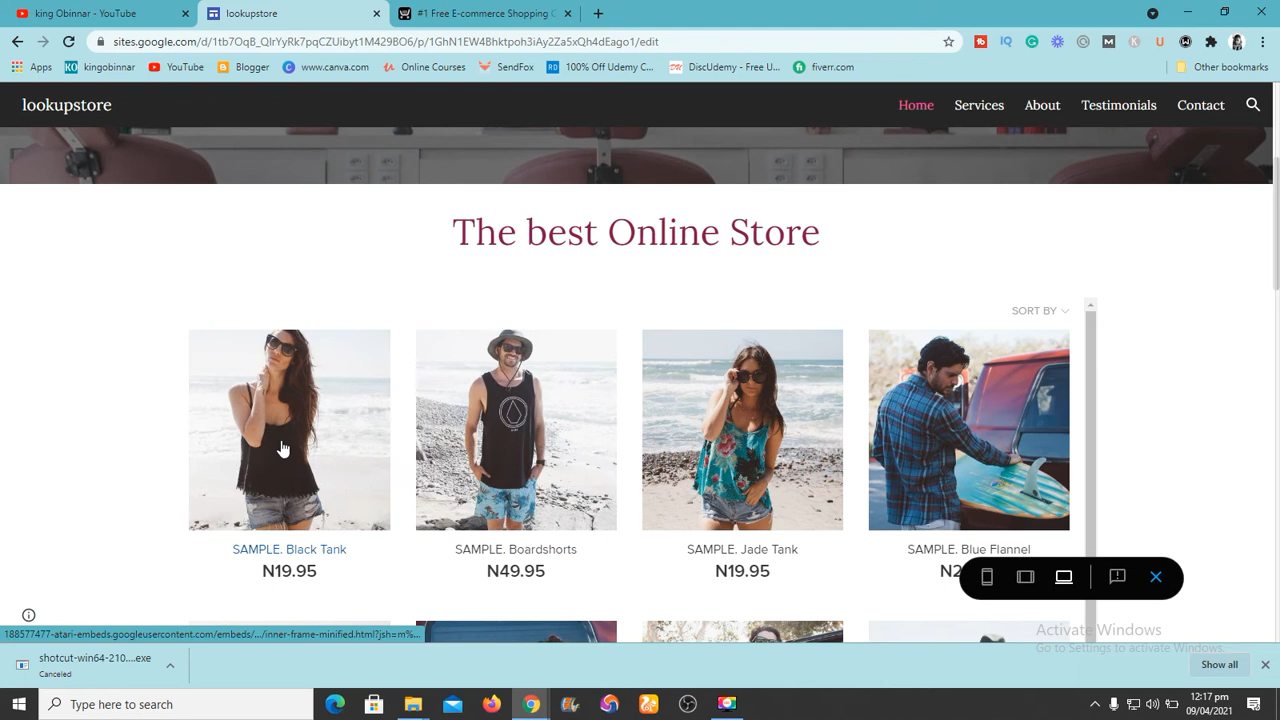 king Obinnar - YouTube
lookupstore
#1 Free E-commerce Shopping C
sites.google.com/d/1tb7OqB_QIrYyRk7pqCZUibyt1M429BO6/p/1GhN1EW4Bhktpoh3iAy2Za5xQh4dEago1/edit
Apps
kingobinnar
YouTube
Blogger
www.canva.com
Online Courses
SendFox
100% Off Udemy C...
DiscUdemy - Free U...
fiverr.com
Other bookmarks
lookupstore
Home
Services
About
Testimonials
Contact
The best Online Store
SORT BY
SAMPLE. Black Tank
SAMPLE. Boardshorts
SAMPLE. Jade Tank
SAMPLE. Blue Flannel
N19.95
N49.95
N19.95
188577477-atari-embeds.googleusercontent.com/embeds/.../inner-frame-minified.html?jsh=m%...
Activate Windows
Go to Settings to activate Windows.
shotcut-win64-210....exe
Canceled
Show all
Type here to search
12:17 pm
09/04/2021